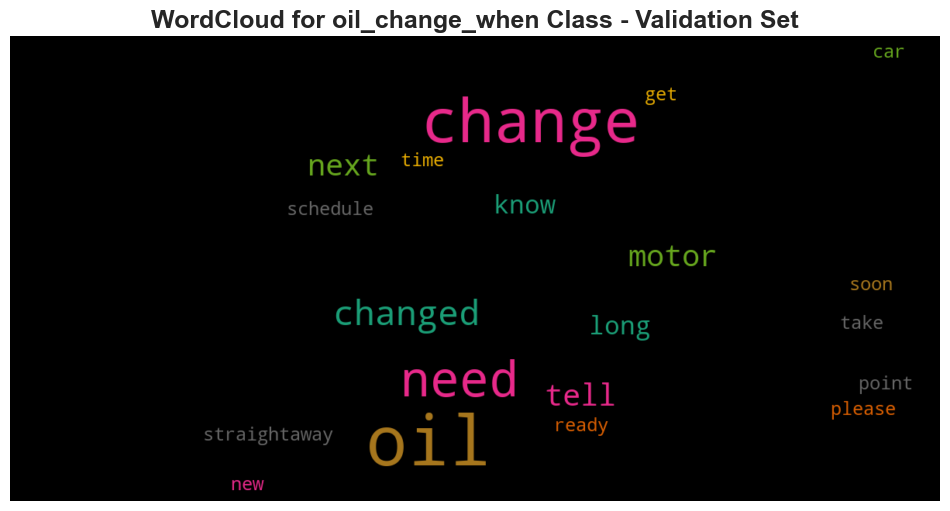 WordCloud for oil_change_when Class - Validation Set
car
get
change
time
next
know
schedule
motor
soon
changed
take
long
need
point
tell
please
ready
straightaway
oil
new